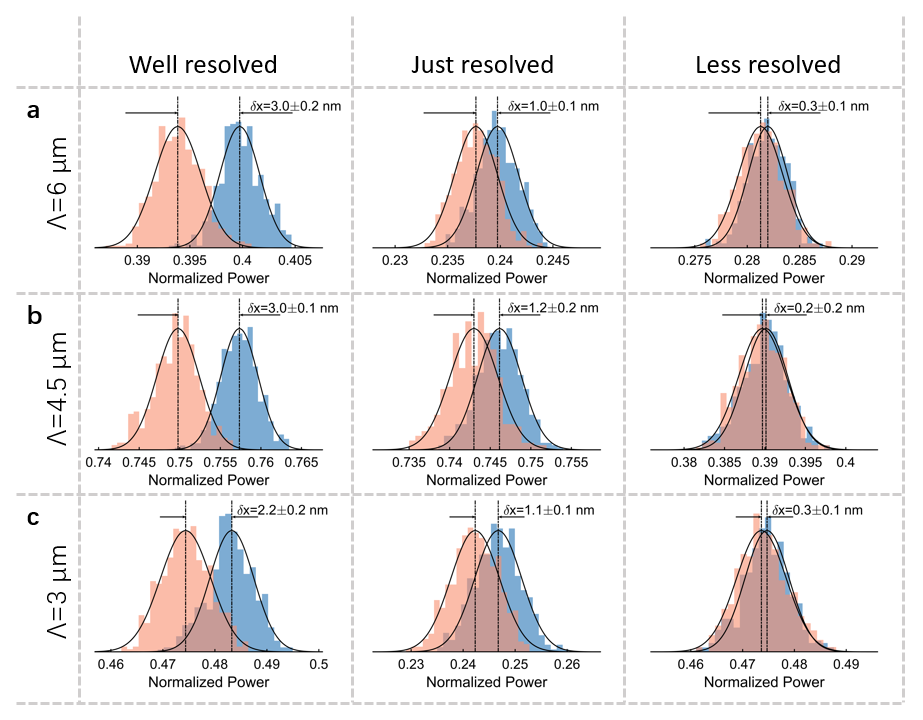 Well resolved
Just resolved
Less resolved
a
Λ=6 μm
δx=3.0±0.2 nm
0.39 0.395 0.4 0.405
Normalized Power
δx=1.0±0.1 nm
0.23 0.235 0.24 0.245
Normalized Power
δx=0.3±0.1 nm
0.275 0.28 0.285 0.29
Normalized Power
b
Λ=4.5 μm
δx=3.0±0.1 nm
0.74 0.745 0.75 0.755 0.76 0.765
Normalized Power
δx=1.2±0.2 nm
0.735 0.74 0.745 0.75 0.755
Normalized Power
δx=0.2±0.2 nm
0.38 0.385 0.39 0.395 0.4
Normalized Power
c
Λ=3 μm
δx=2.2±0.2 nm
0.46 0.47 0.48 0.49 0.5
Normalized Power
δx=1.1±0.1 nm
0.23 0.24 0.25 0.26
Normalized Power
δx=0.3±0.1 nm
0.46 0.47 0.48 0.49
Normalized Power